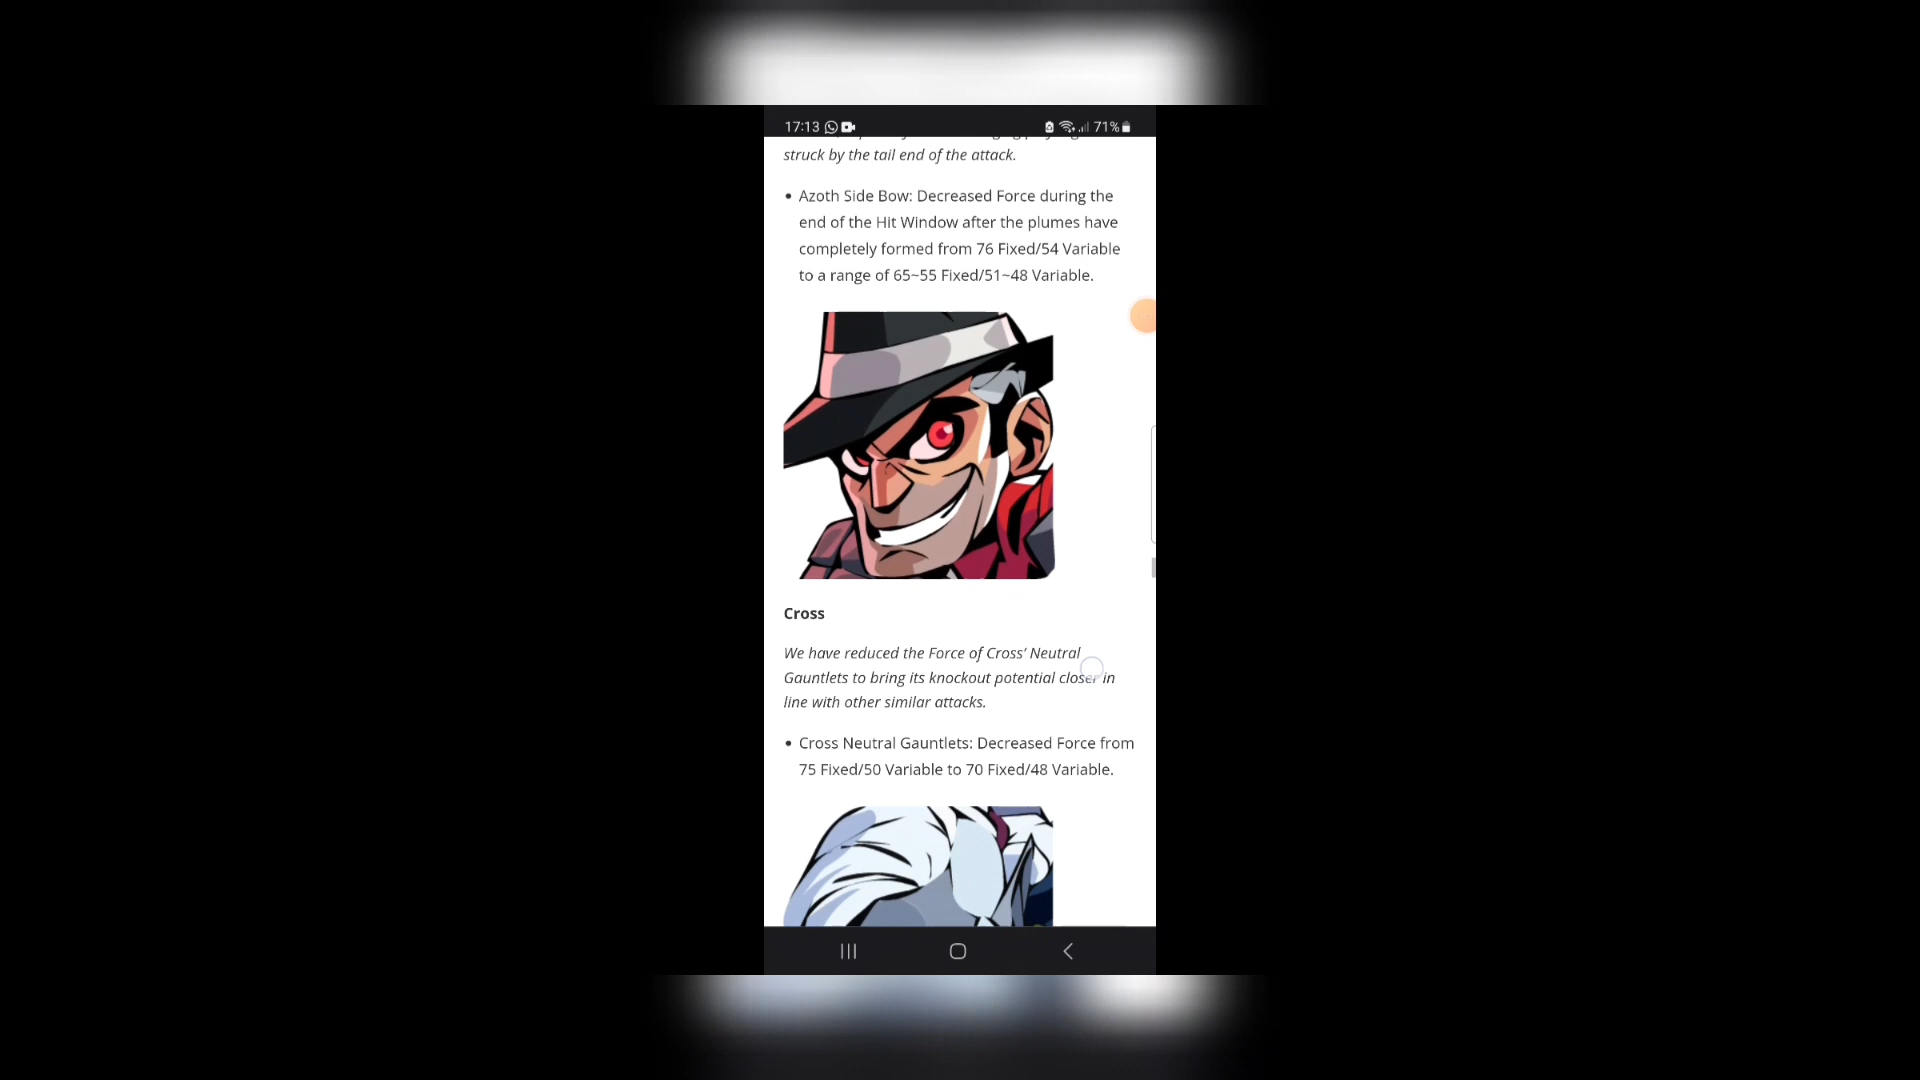 17:13 71%
struck by the tail end of the attack.
• Azoth Side Bow: Decreased Force during the
end of the Hit Window after the plumes have
completely formed from 76 Fixed/54 Variable
to a range of 65~55 Fixed/51~48 Variable.
Cross
We have reduced the Force of Cross’ Neutral
Gauntlets to bring its knockout potential closer in
line with other similar attacks.
• Cross Neutral Gauntlets: Decreased Force from
75 Fixed/50 Variable to 70 Fixed/48 Variable.